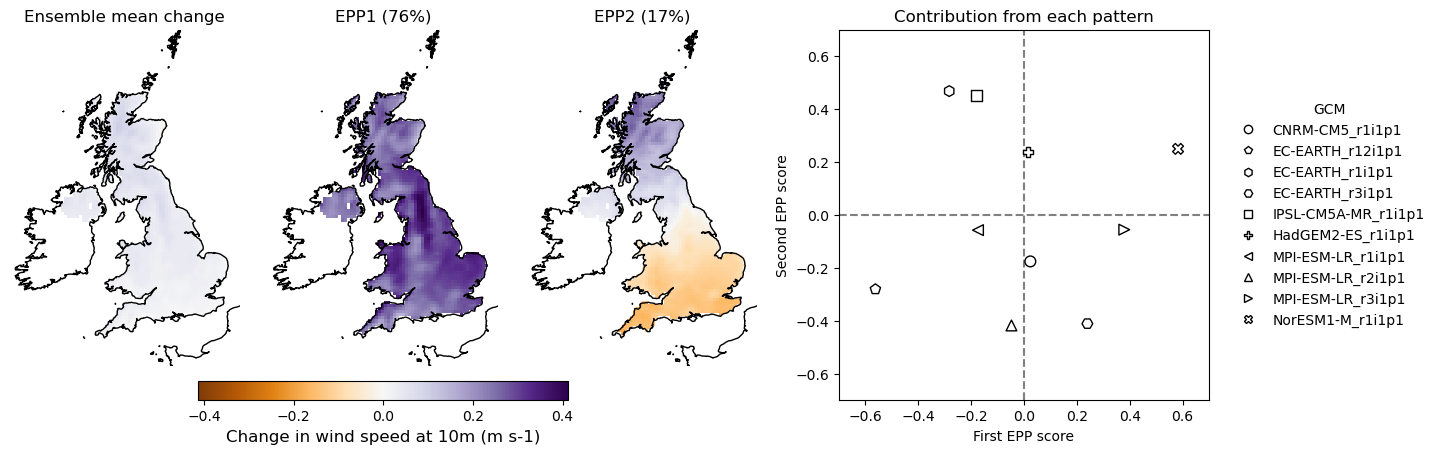 Ensemble mean change
EPP1 (76%)
EPP2 (17%)
−0.4 −0.2 0.0 0.2 0.4
Change in wind speed at 10m (m s-1)
Contribution from each pattern
Second EPP score
0.6
0.4
0.2
0.0
−0.2
−0.4
−0.6
−0.6 −0.4 −0.2 0.0 0.2 0.4 0.6
First EPP score
GCM
CNRM-CM5_r1i1p1
EC-EARTH_r12i1p1
EC-EARTH_r1i1p1
EC-EARTH_r3i1p1
IPSL-CM5A-MR_r1i1p1
HadGEM2-ES_r1i1p1
MPI-ESM-LR_r1i1p1
MPI-ESM-LR_r2i1p1
MPI-ESM-LR_r3i1p1
NorESM1-M_r1i1p1